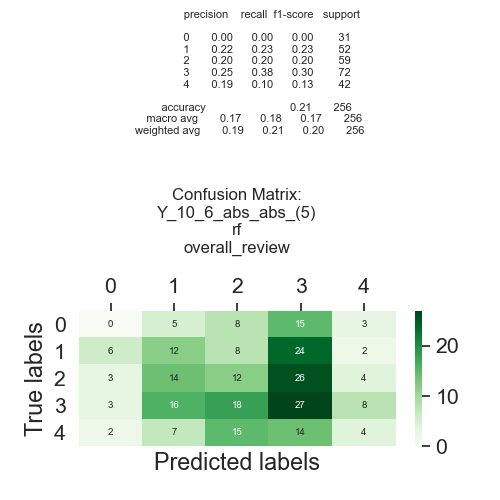 precision recall f1-score support
0 0.00 0.00 0.00 31
1 0.22 0.23 0.23 52
2 0.20 0.20 0.20 59
3 0.25 0.38 0.30 72
4 0.19 0.10 0.13 42
accuracy 0.21 256
macro avg 0.17 0.18 0.17 256
weighted avg 0.19 0.21 0.20 256
Confusion Matrix:
Y_10_6_abs_abs_(5)
rf
overall_review
0 1 2 3 4
0 0 5 8 15 3
1 6 12 8 24 2
2 3 14 12 26 4
3 3 16 18 27 8
4 2 7 15 14 4
True labels
Predicted labels
20
10
0